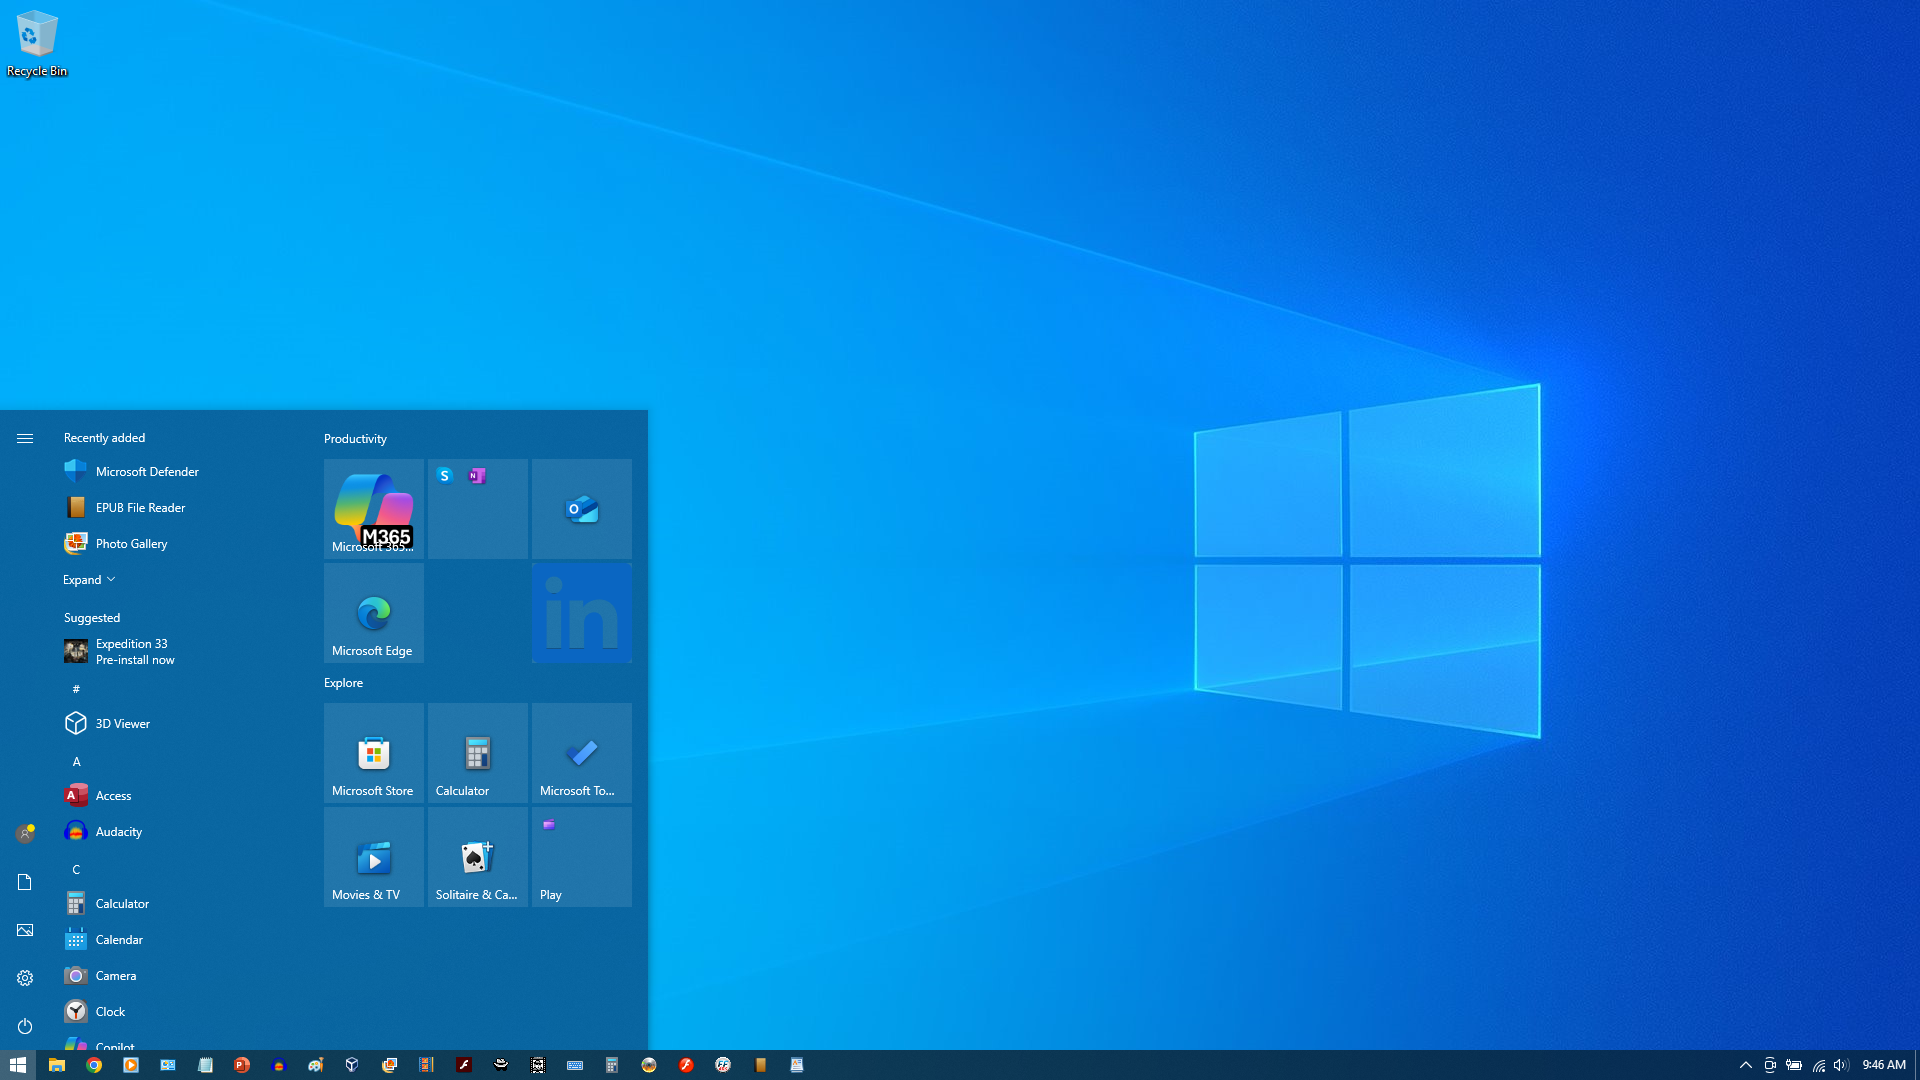 Recycle Bin
Recently added
Microsoft Defender
EPUB File Reader
Photo Gallery
Expand
Suggested
Expedition 33
Pre-install now
#
3D Viewer
A
Access
Audacity
C
Calculator
Calendar
Camera
Clock
Copilot
Productivity
M365
Microsoft 365...
S
N
O
Microsoft Edge
in
Explore
Microsoft Store
Calculator
Microsoft To...
Movies & TV
Solitaire & Ca...
Play
9:46 AM